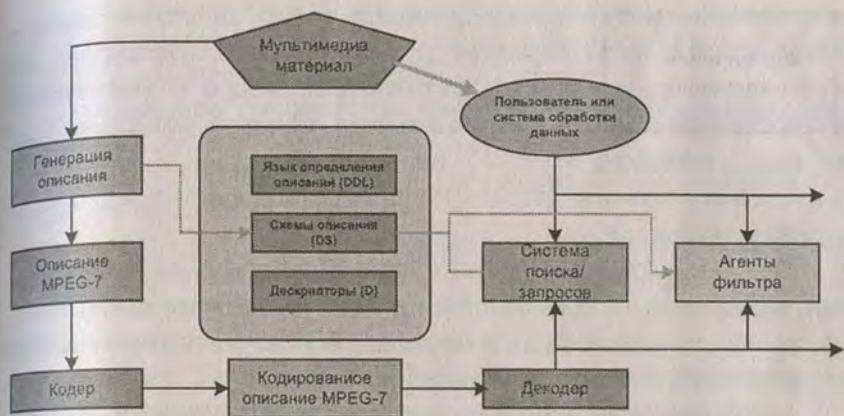 Мультимедиа
материал
Пользователь или
система обработки
данных
Генерация
описания
Язык определения
описаний (DDL)
Схемы описания
(DS)
Дескрипторы (D)
Описание
MPEG-7
Система
поиска/
запросов
Агенты
фильтра
Кодер
Кодированное
описание MPEG-7
Декодер